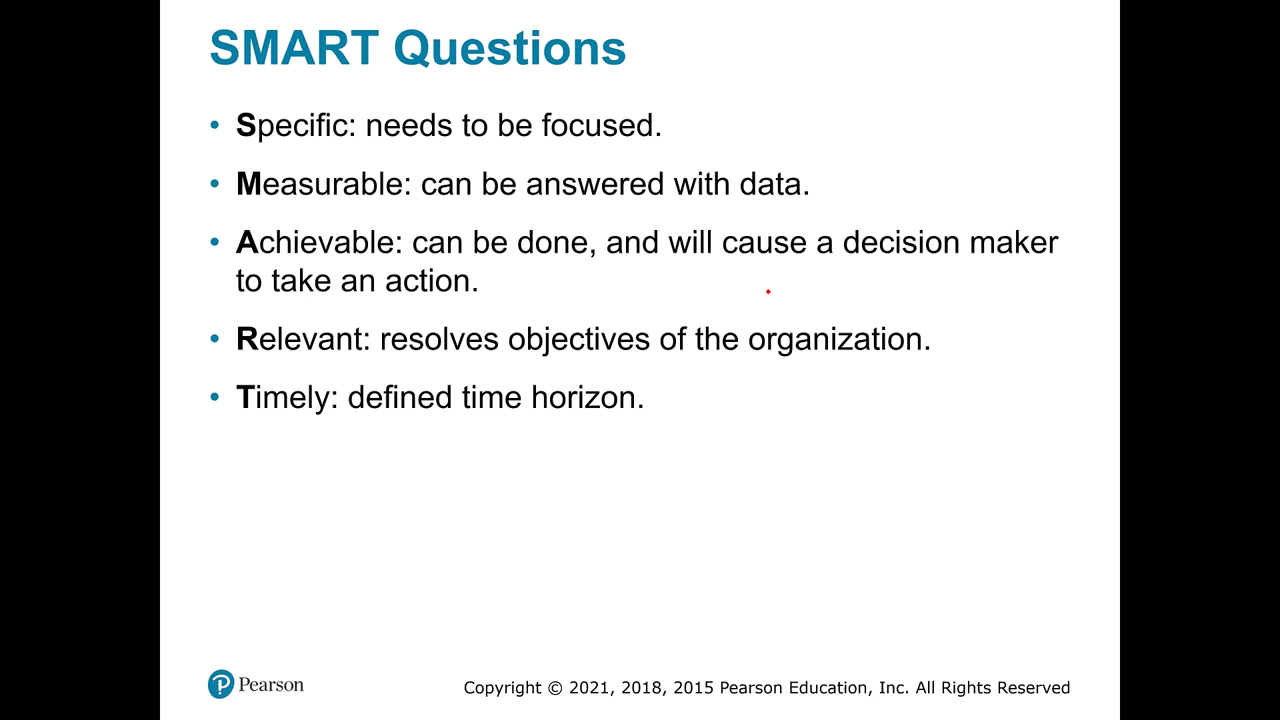 SMART Questions
• Specific: needs to be focused.
• Measurable: can be answered with data.
• Achievable: can be done, and will cause a decision maker
to take an action.
• Relevant: resolves objectives of the organization.
• Timely: defined time horizon.
P Pearson
Copyright © 2021, 2018, 2015 Pearson Education, Inc. All Rights Reserved